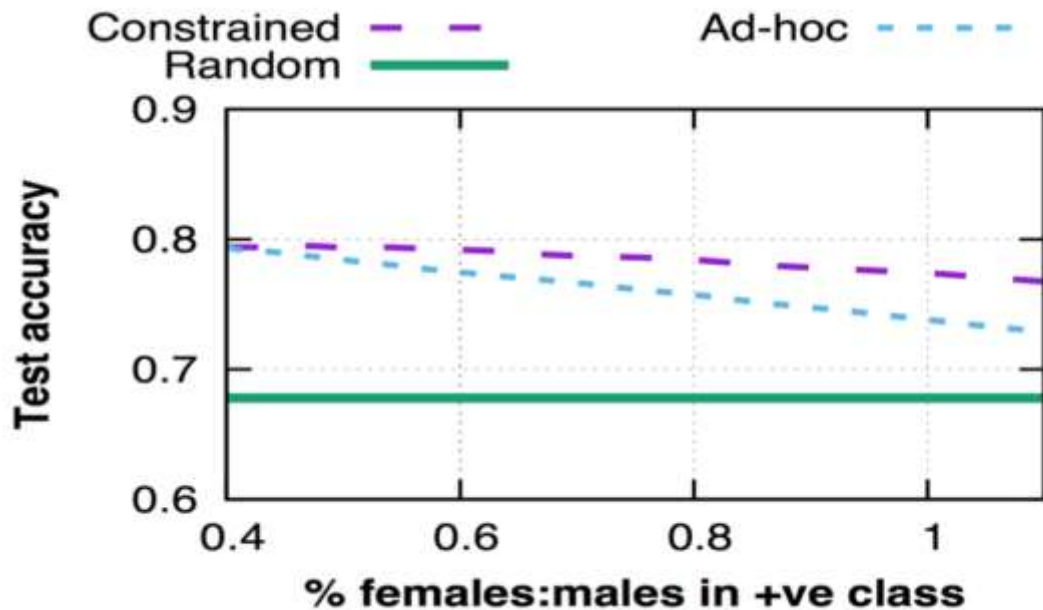 Constrained
Ad-hoc
Random
0.9
0.8
0.7
0.6
Test accuracy
0.4 0.6 0.8 1
% females:males in +ve class